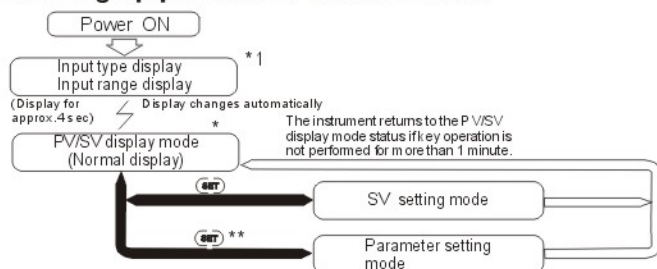 Power ON
Input type display
Input range display
*1
(Display for
approx.4sec)
Display changes automatically
*
PV/SV display mode
(Normal display)
The instrument returns to the PV/SV
display mode status if key operation is
not performed for more than 1 minute.
SET
SV setting mode
SET **
Parameter setting
mode